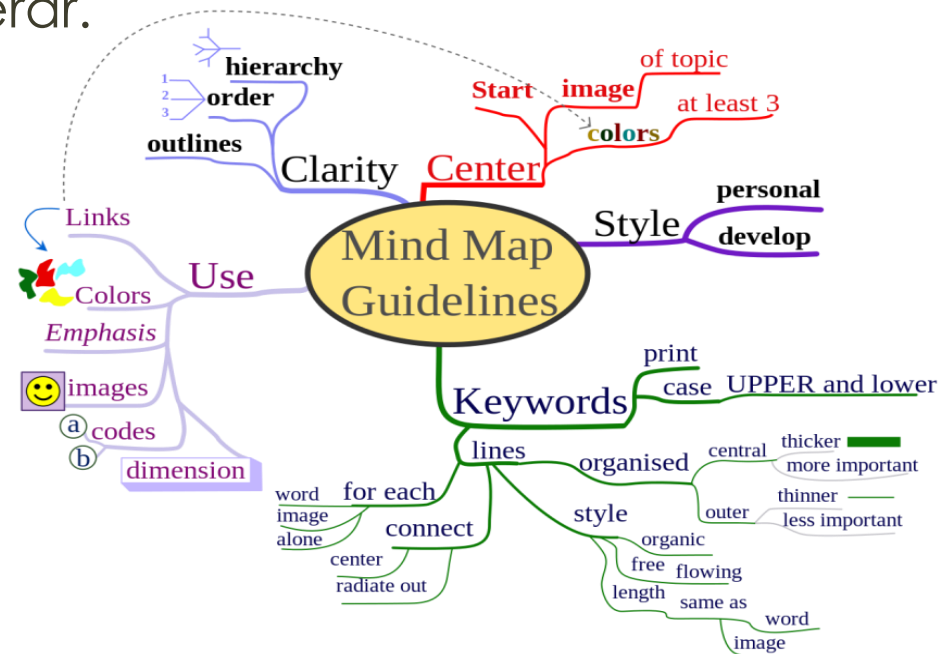 erar.
hierarchy
1
2
3
order
outlines
Clarity
Start
image
of topic
colors
at least 3
Center
Style
personal
develop
Mind Map
Guidelines
Use
Links
Colors
Emphasis
images
a
b
codes
dimension
Keywords
print
case
UPPER and lower
lines
for each
word
image
alone
connect
center
radiate out
organised
central
thicker
more important
outer
thinner
less important
style
organic
free
flowing
length
same as
word
image